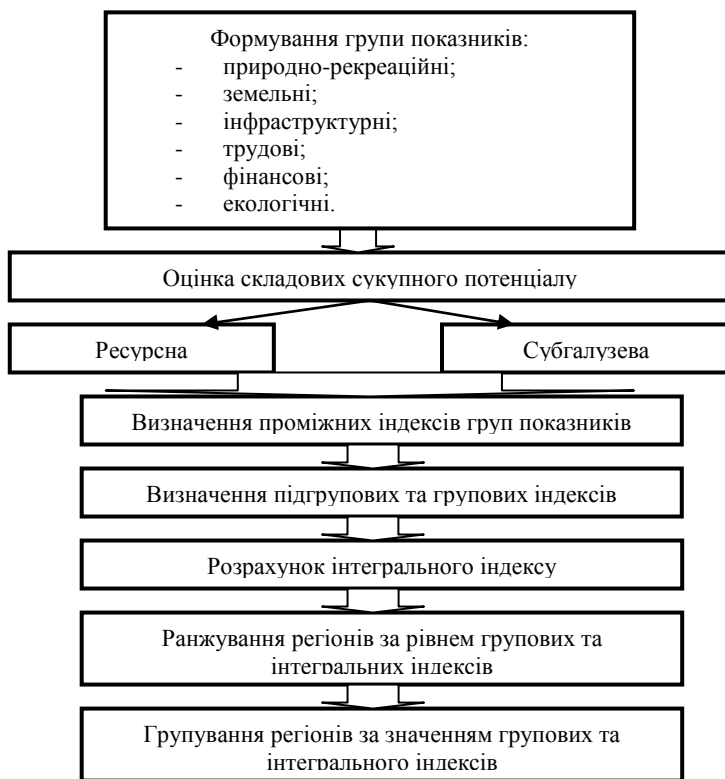 Формування групи показників:
- природно-рекреаційні;
- земельні;
- інфраструктурні;
- трудові;
- фінансові;
- екологічні.
Оцінка складових сукупного потенціалу
Ресурсна
Субгалузева
Визначення проміжних індексів груп показників
Визначення підгрупових та групових індексів
Розрахунок інтегрального індексу
Ранжування регіонів за рівнем групових та
інтегральних індексів
Групування регіонів за значенням групових та
інтегрального індексів